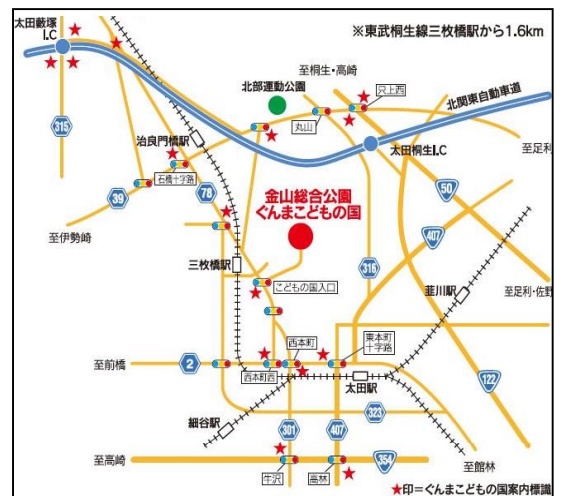 太田藪塚
I.C
※東武桐生線三枚橋駅から1.6km
至桐生・高崎
只上西
北関東自動車道
北部運動公園
丸山
315
治良門橋駅
太田桐生I.C
至足利
石橋十字路
金山総合公園
ぐんまこどもの国
39
78
50
407
至伊勢崎
三枚橋駅
316
韮川駅
こどもの国入口
至足利・佐野
西本町
東本町
十字路
至前橋
2
西本町西
太田駅
122
323
細谷駅
301
407
354
至高崎
牛沢
高林
至館林
★印=ぐんまこどもの国案内標識